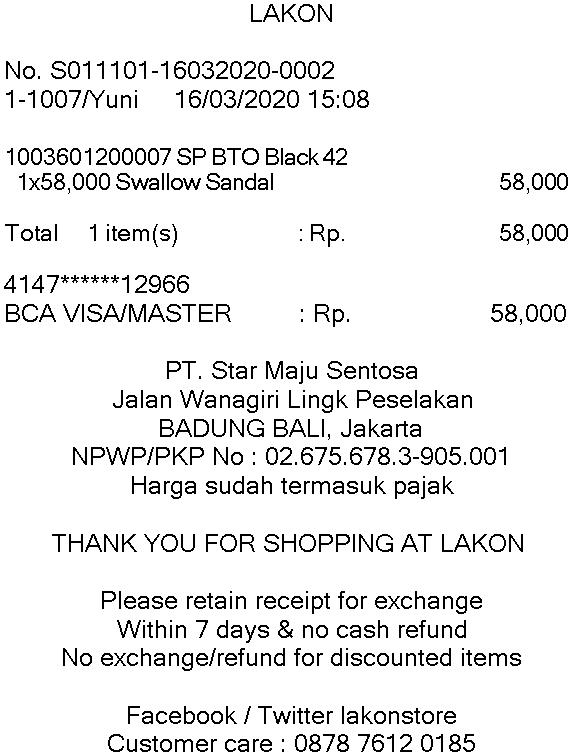 LAKON
No. S011101-16032020-0002
1-1007/Yuni 16/03/2020 15:08
1003601200007 SP BTO Black 42
1x58,000 Swallow Sandal 58,000
Total 1 item(s) : Rp. 58,000
4147******12966
BCA VISA/MASTER : Rp. 58,000
PT. Star Maju Sentosa
Jalan Wanagiri Lingk Peselakan
BADUNG BALI, Jakarta
NPWP/PKP No : 02.675.678.3-905.001
Harga sudah termasuk pajak
THANK YOU FOR SHOPPING AT LAKON
Please retain receipt for exchange
Within 7 days & no cash refund
No exchange/refund for discounted items
Facebook / Twitter lakonstore
Customer care : 0878 7612 0185